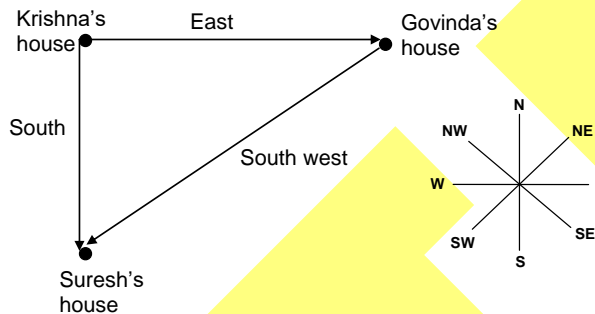 Krishna's
house
East
Govinda's
house
South
South west
Suresh's
house
N
NW
NE
W
SW
SE
S